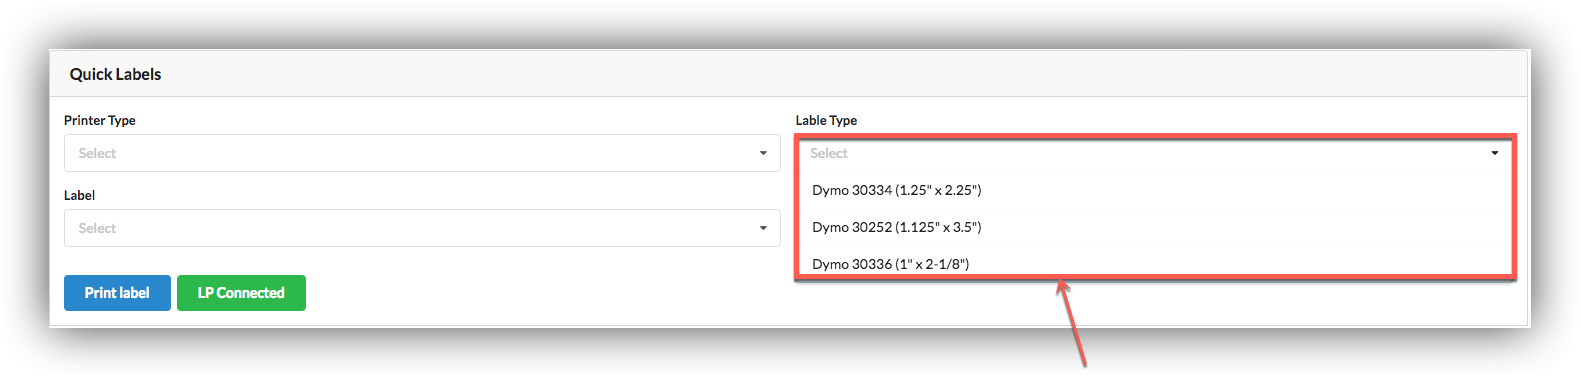 Quick Labels
Printer Type
Select
Label
Select
Print label LP Connected
Lable Type
Select
Dymo 30334 (1.25" x 2.25")
Dymo 30252 (1.125" x 3.5")
Dymo 30336 (1" x 2-1/8")